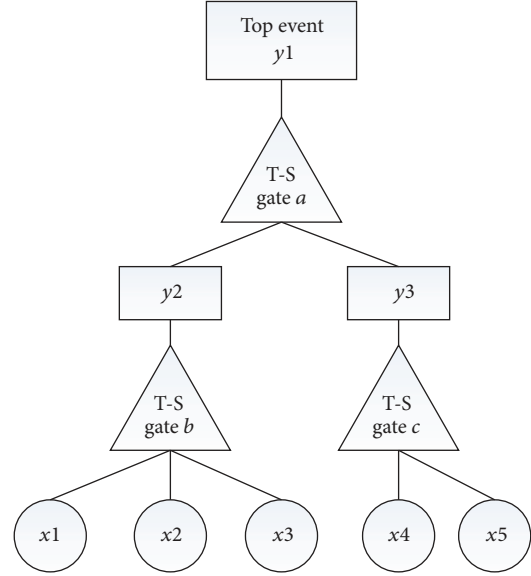 Top event
y1
T-S
gate a
y2
y3
T-S
gate b
T-S
gate c
x1
x2
x3
x4
x5